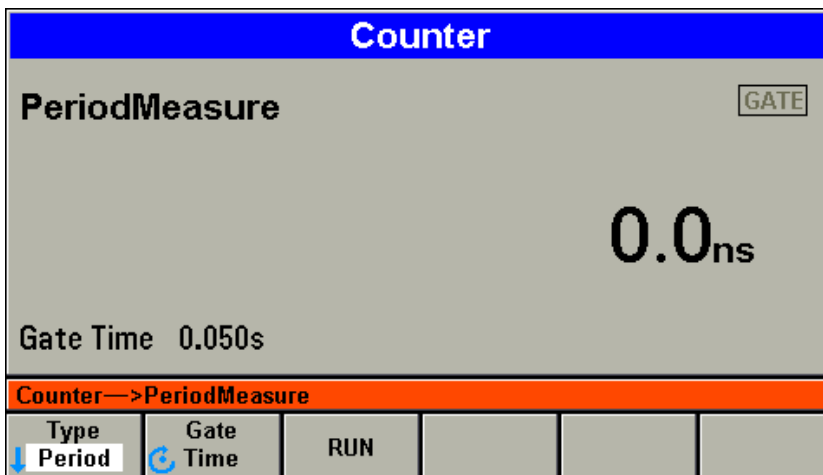 Counter
PeriodMeasure
GATE
0.0ns
Gate Time 0.050s
Counter—>PeriodMeasure
Type
Period
Gate
Time
RUN